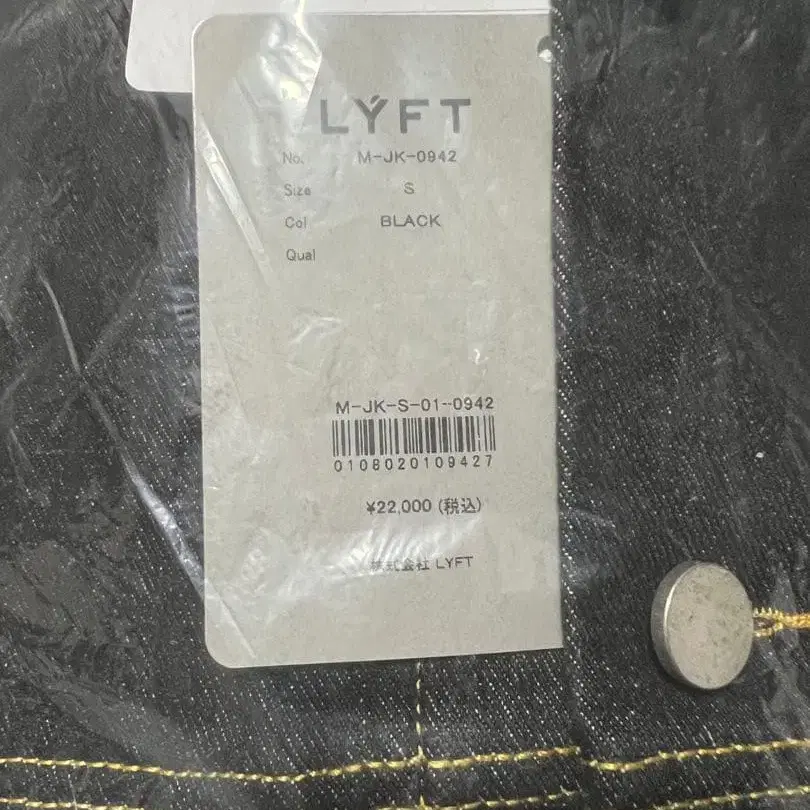 LÝFT
No. M-JK-0942
Size S
Col BLACK
Qual
M-JK-S-01-0942
0108020109427
¥22,000 (税込)
株式会社 LYFT